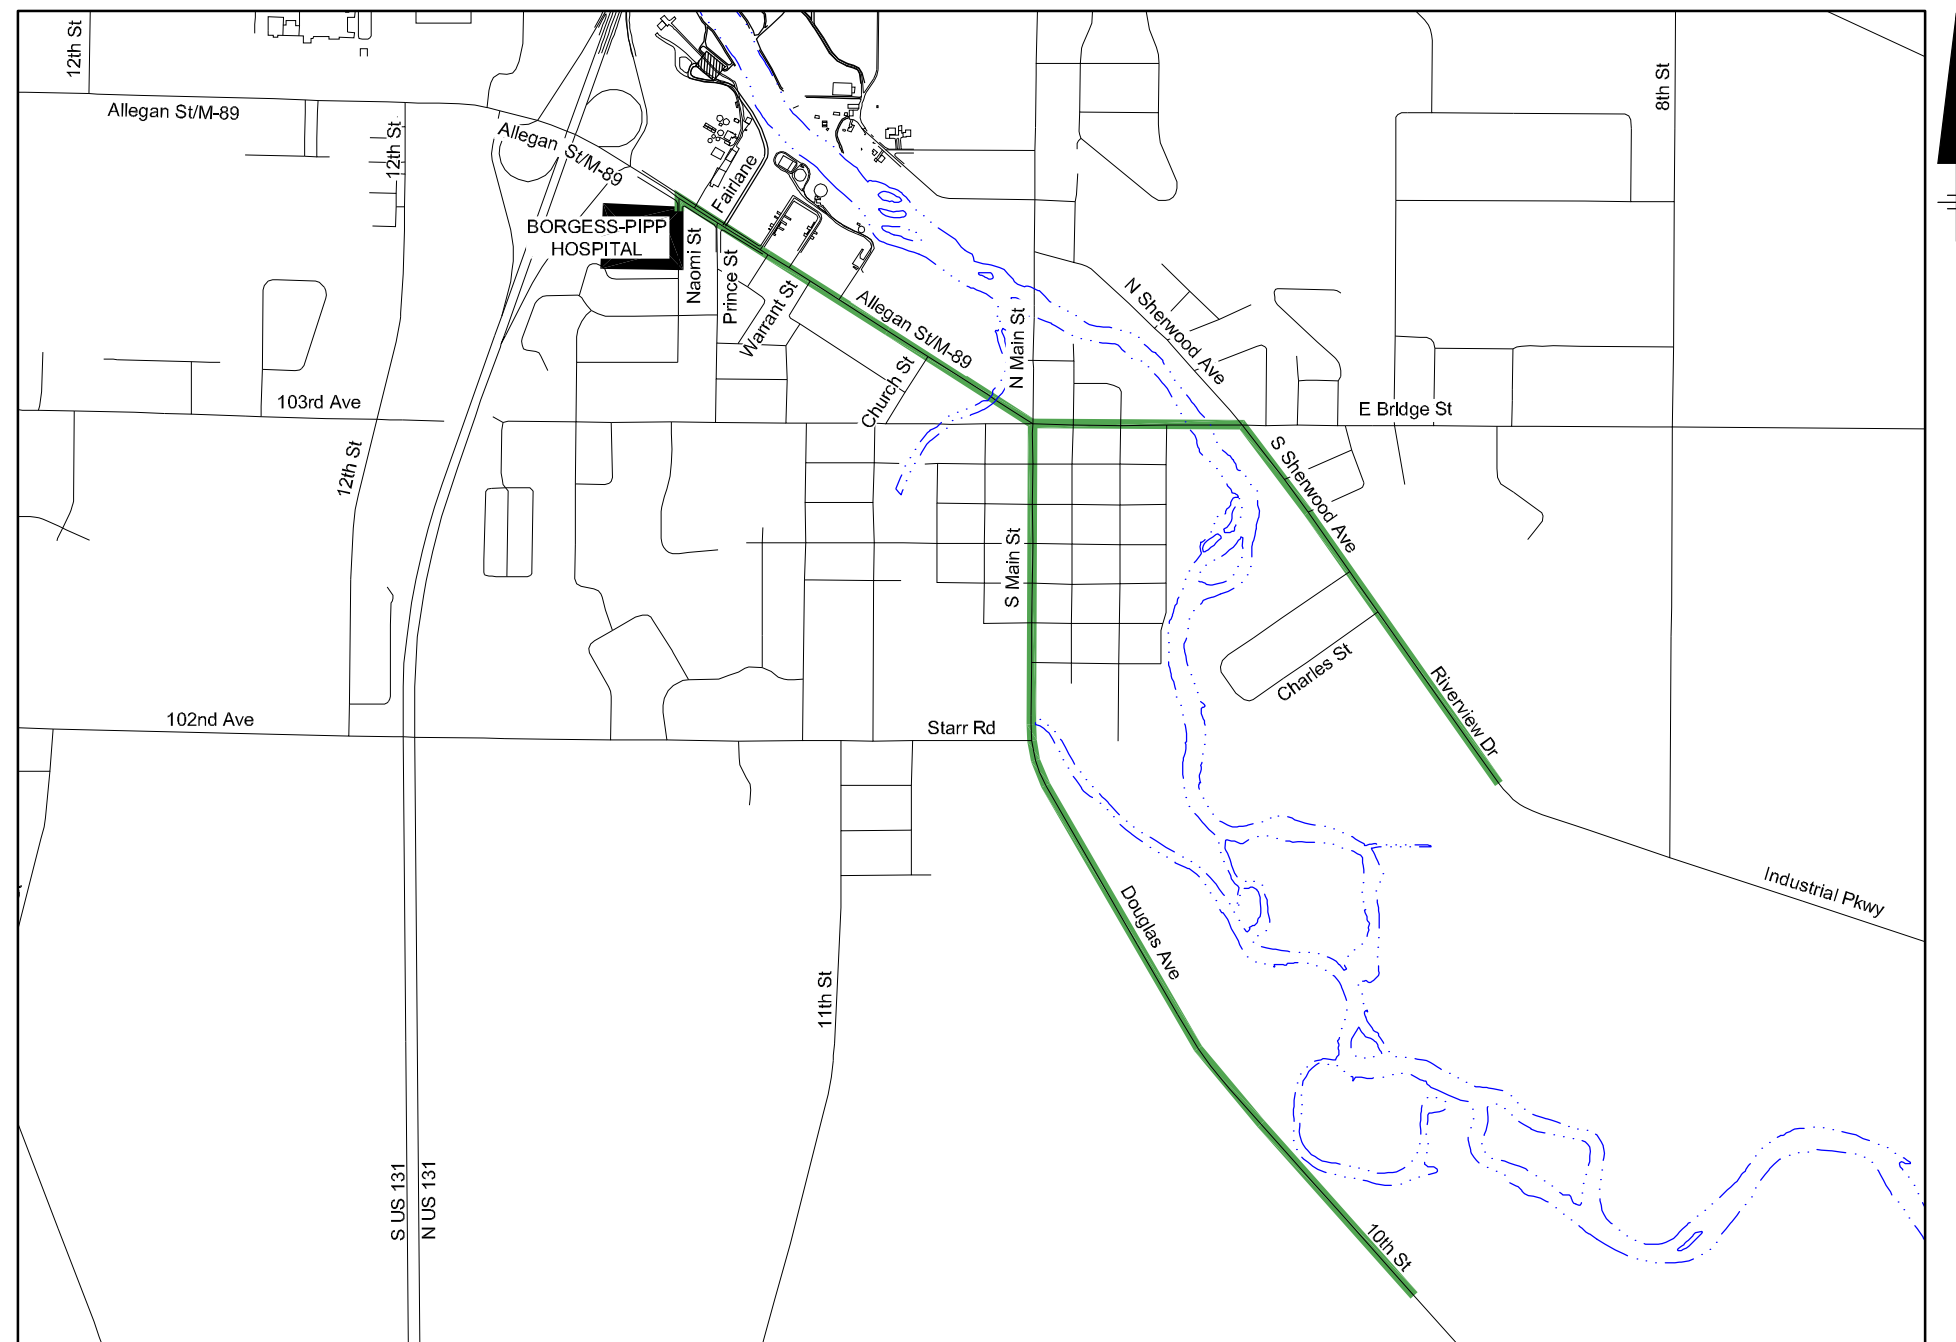 12th St
8th St
Allegan St/M-89
12th St
Allegan St/M-89
Fairlane
BORGESS-PIPP
HOSPITAL
Naomi St
Prince St
Warrant St
Allegan St/M-89
N Main St
N Sherwood Ave
Church St
103rd Ave
E Bridge St
12th St
S Sherwood Ave
S Main St
Charles St
Riverview Dr
102nd Ave
Starr Rd
Industrial Pkwy
Douglas Ave
11th St
S US 131
N US 131
10th St